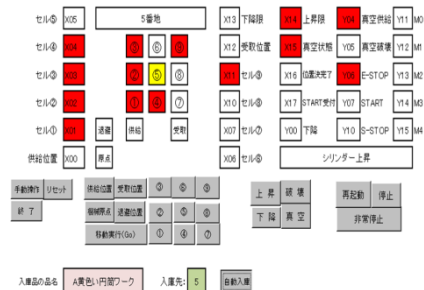 セル⑤ X05 5番地 X13 下降限 X14 上昇限 Y04 真空供給 Y11 M0
セル④ X04 ③ ⑥ ⑨ X12 受取位置 X15 真空状態 Y05 真空破壊 Y12 M1
セル③ X03 ② ⑤ ⑧ X11 セル⑨ X16 位置決完了 Y06 E-STOP Y13 M2
セル② X02 ① ④ ⑦ X10 セル⑧ X17 START受付 Y07 START Y14 M3
セル① X01 退避 供給 受取 X07 セル⑦ Y00 下降 Y10 S-STOP Y15 M4
供給位置 X00 原点 X06 セル⑥ シリンダー上昇
手動操作 リセット 供給位置 受取位置 ③ ⑥ ⑨ 上 昇 破 壊 再起動 停止
終 了 機械原点 退避位置 ② ⑤ ⑧ 下 降 真 空 非常停止
移動実行(Go) ① ④ ⑦
入庫品の品名 A黄色い円筒ワーク 入庫先: 5 自動入庫